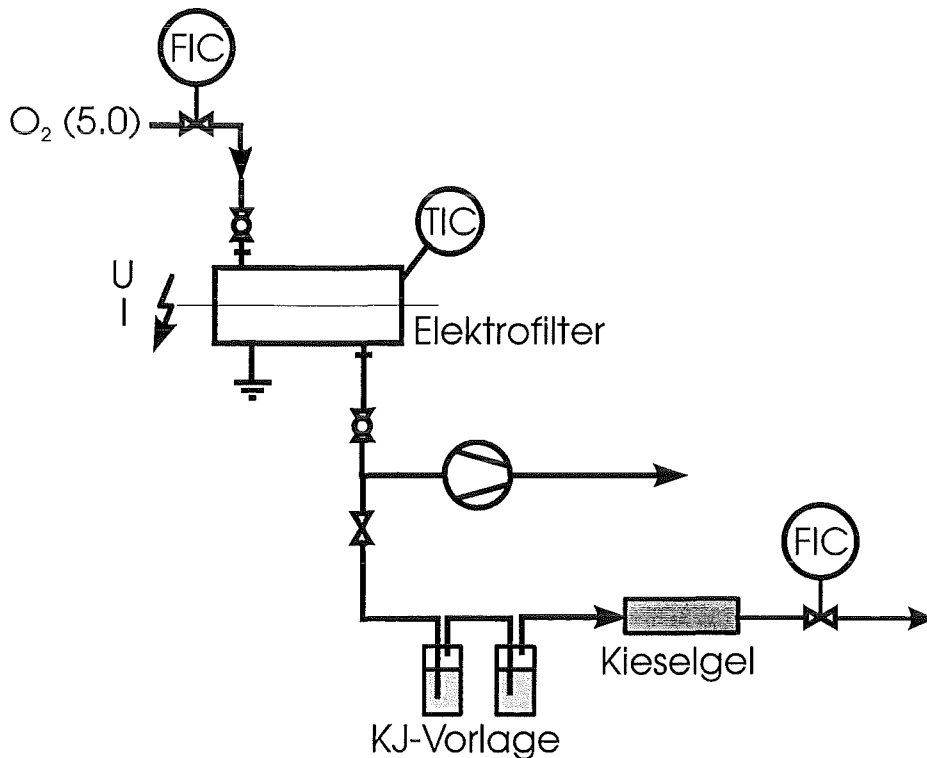 FIC
O₂ (5.0)
TIC
U
I
Elektrofilter
FIC
Kieselgel
KJ-Vorlage